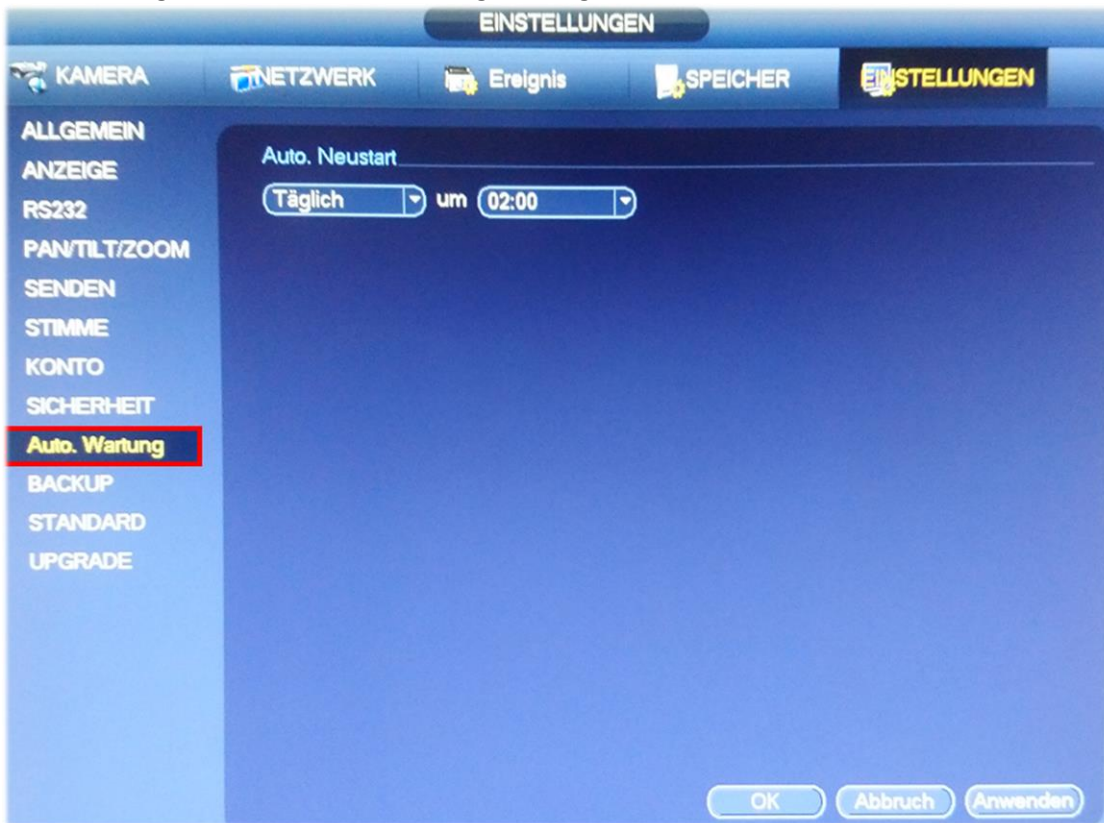 EINSTELLUNGEN
KAMERA NETZWERK Ereignis SPEICHER EINSTELLUNGEN
ALLGEMEIN
ANZEIGE
RS232
PAN/TILT/ZOOM
SENDEN
STIMME
KONTO
SICHERHEIT
Auto. Wartung
BACKUP
STANDARD
UPGRADE
Auto. Neustart
Täglich um 02:00
OK Abbruch Anwenden